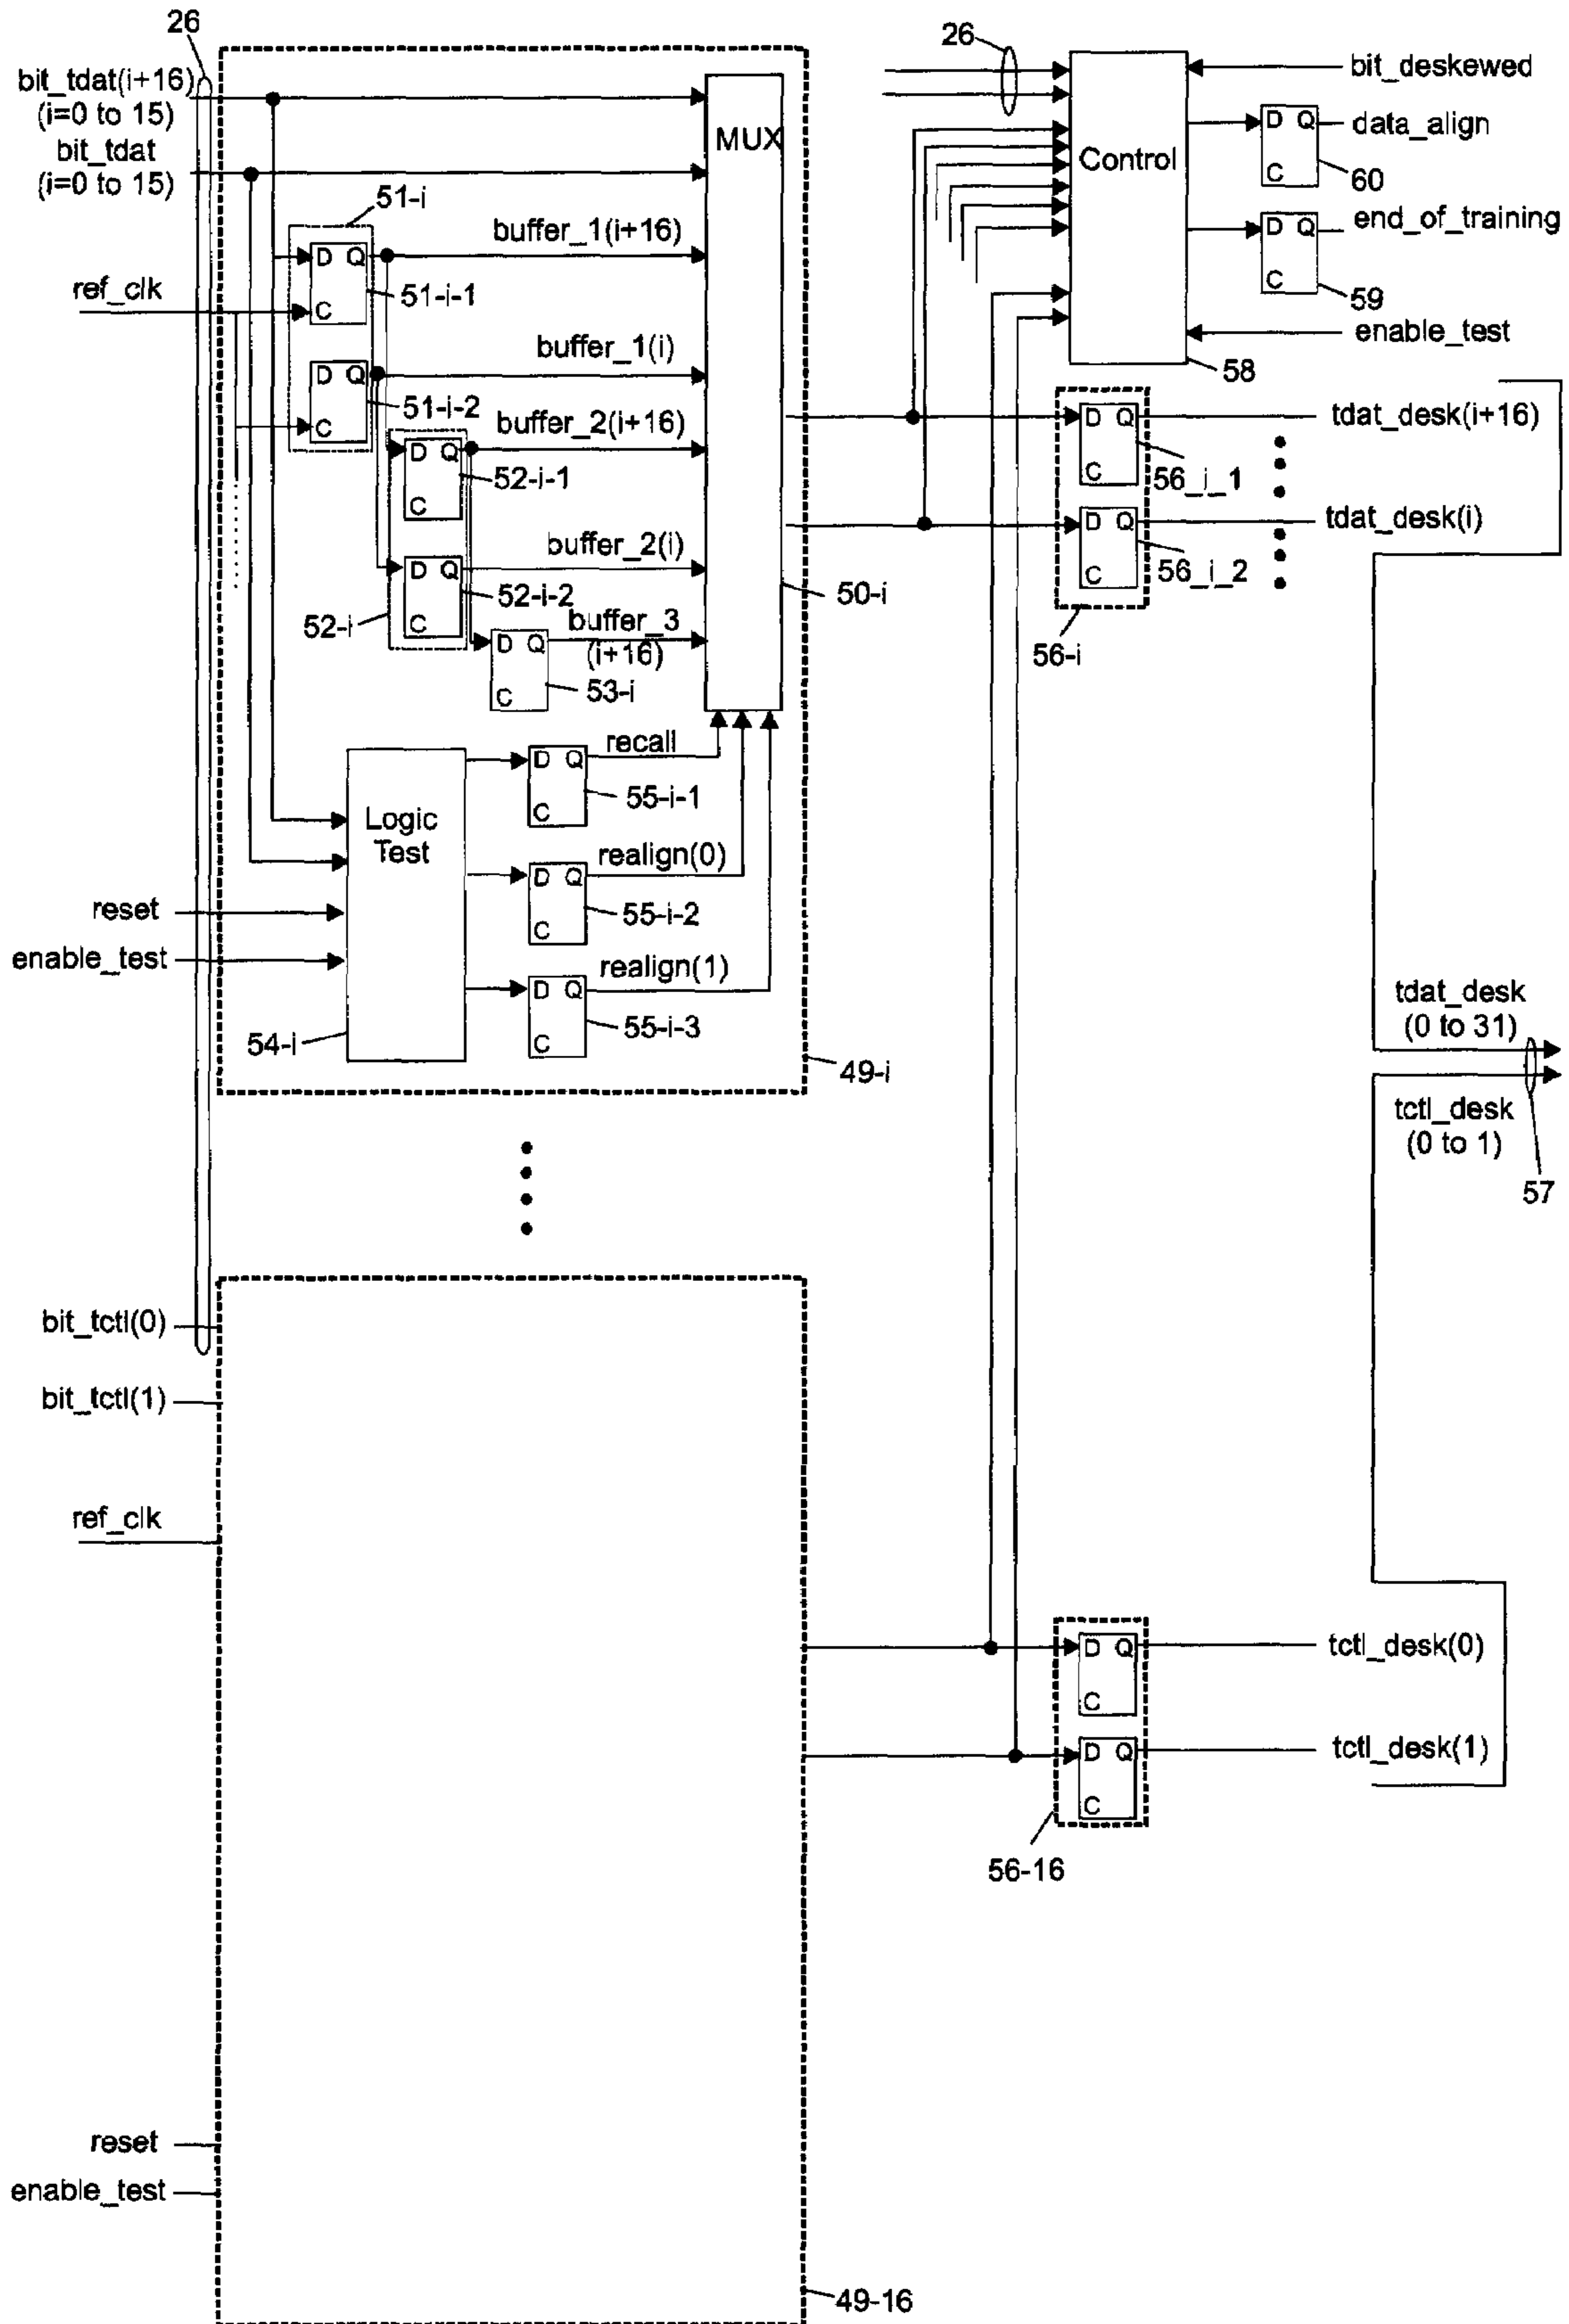 26
bit_tdat(i+16)
(i=0 to 15)
bit_tdat
(i=0 to 15)
51-i
MUX
buffer_1(i+16)
D Q
C
51-i-1
ref_clk
buffer_1(i)
D Q
C
51-i-2
buffer_2(i+16)
D Q
C
52-i-1
buffer_2(i)
D Q
C
52-i-2
52-i
buffer_3
(i+16)
D Q
C
53-i
50-i
recall
D Q
C
55-i-1
Logic
Test
realign(0)
D Q
C
55-i-2
reset
enable_test
realign(1)
D Q
C
55-i-3
54-i
49-i
26
bit_deskewed
Control
D Q
C
data_align
60
D Q
C
end_of_training
59
enable_test
58
D Q
C
tdat_desk(i+16)
56_i_1
D Q
C
tdat_desk(i)
56_i_2
56-i
tdat_desk
(0 to 31)
tctl_desk
(0 to 1)
57
bit_tctl(0)
bit_tctl(1)
ref_clk
D Q
C
tctl_desk(0)
D Q
C
tctl_desk(1)
56-16
reset
enable_test
49-16